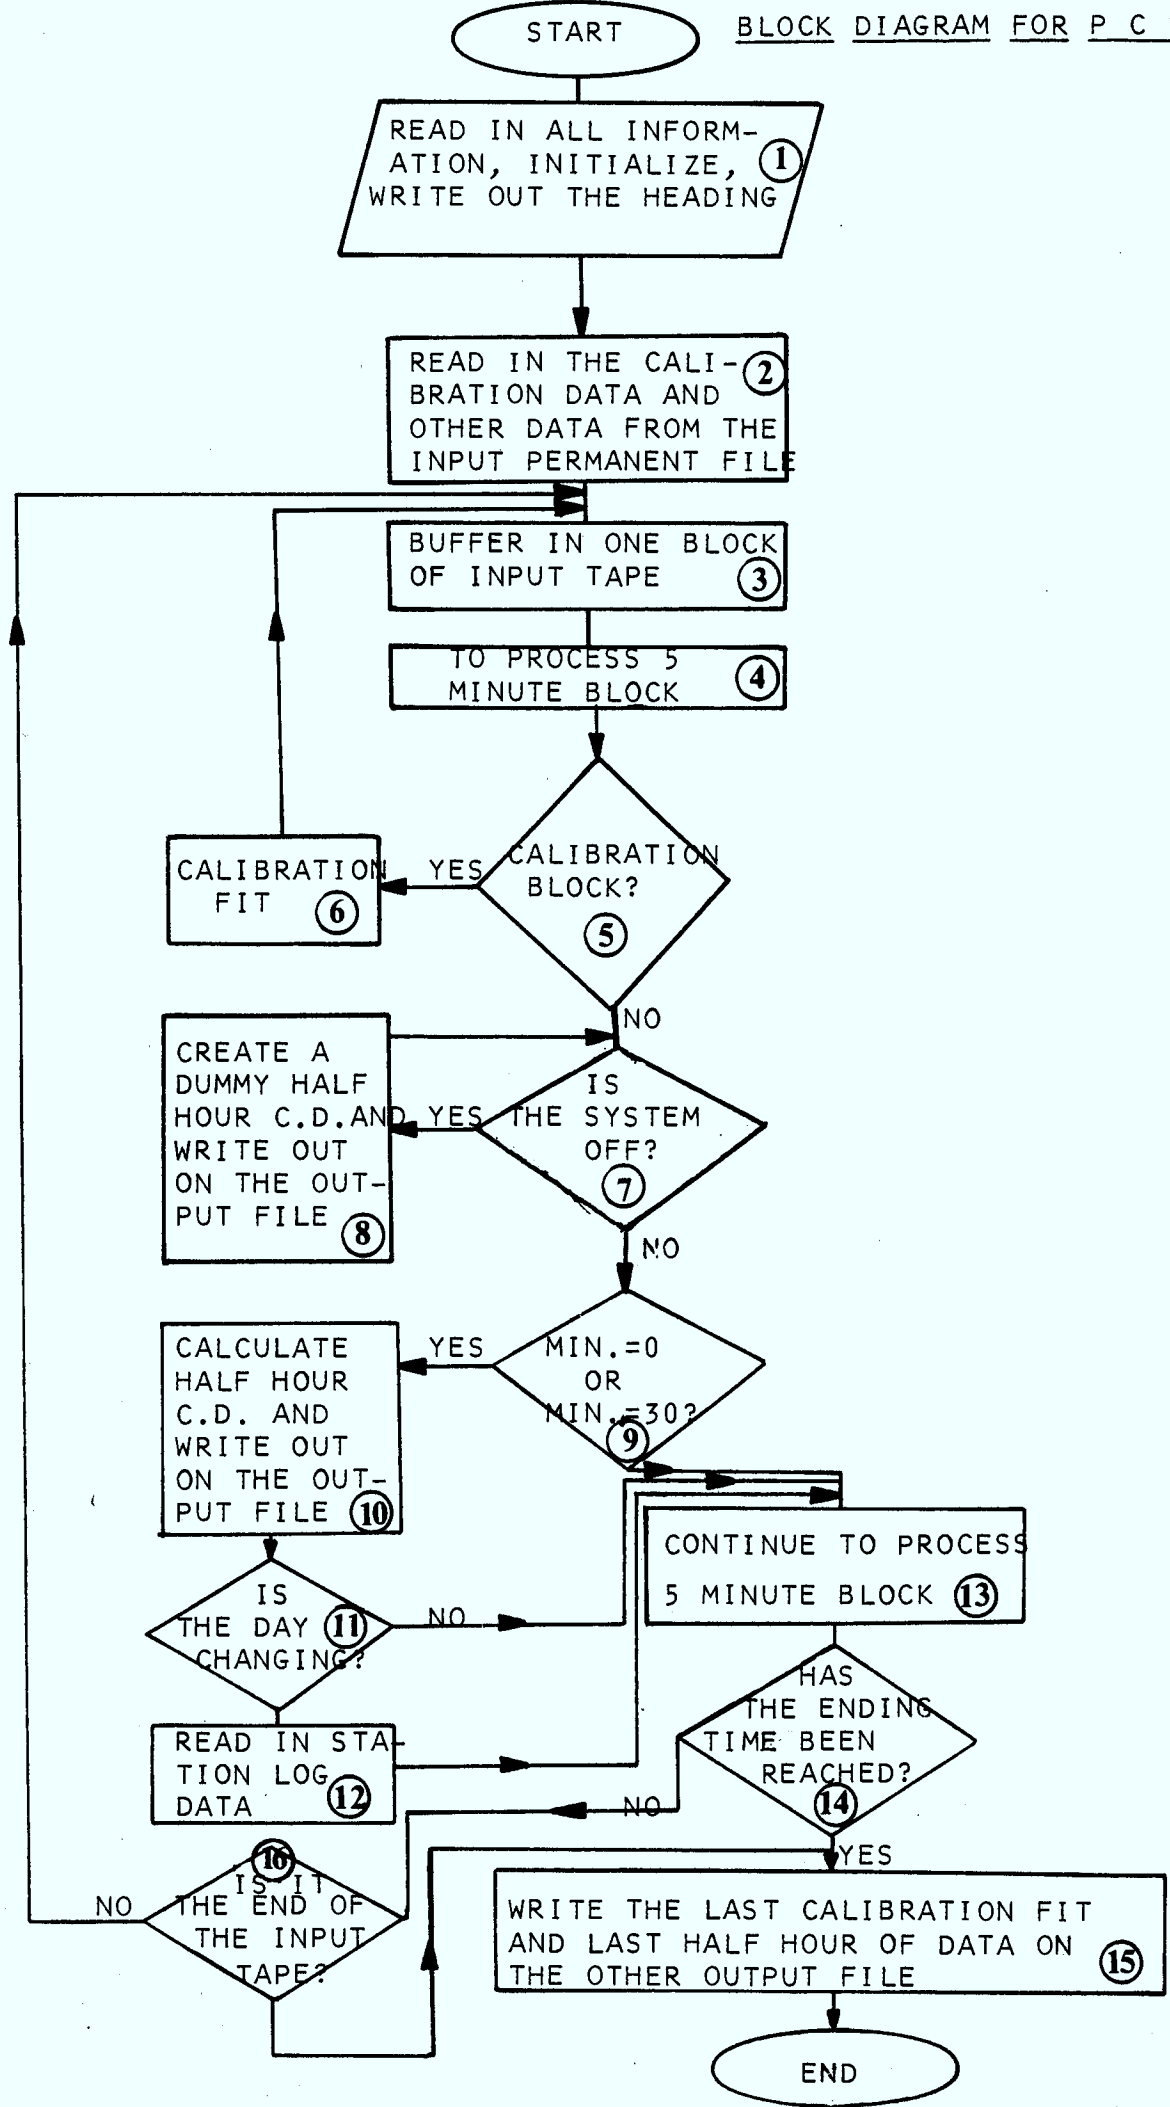 START
BLOCK DIAGRAM FOR P C
READ IN ALL INFORM-
ATION, INITIALIZE,
WRITE OUT THE HEADING
1
READ IN THE CALI-
BRATION DATA AND
OTHER DATA FROM THE
INPUT PERMANENT FILE
2
BUFFER IN ONE BLOCK
OF INPUT TAPE
3
TO PROCESS 5
MINUTE BLOCK
4
CALIBRATION
BLOCK?
5
YES
CALIBRATION
FIT
6
NO
IS
THE SYSTEM
OFF?
7
YES
CREATE A
DUMMY HALF
HOUR C.D.AND
WRITE OUT
ON THE OUT-
PUT FILE
8
NO
MIN.=0
OR
MIN.=30?
9
YES
CALCULATE
HALF HOUR
C.D. AND
WRITE OUT
ON THE OUT-
PUT FILE
10
IS
THE DAY
CHANGING?
11
NO
READ IN STA-
TION LOG
DATA
12
CONTINUE TO PROCESS
5 MINUTE BLOCK
13
HAS
THE ENDING
TIME BEEN
REACHED?
14
NO
YES
16
IS IT
THE END OF
THE INPUT
TAPE?
NO
WRITE THE LAST CALIBRATION FIT
AND LAST HALF HOUR OF DATA ON
THE OTHER OUTPUT FILE
15
END